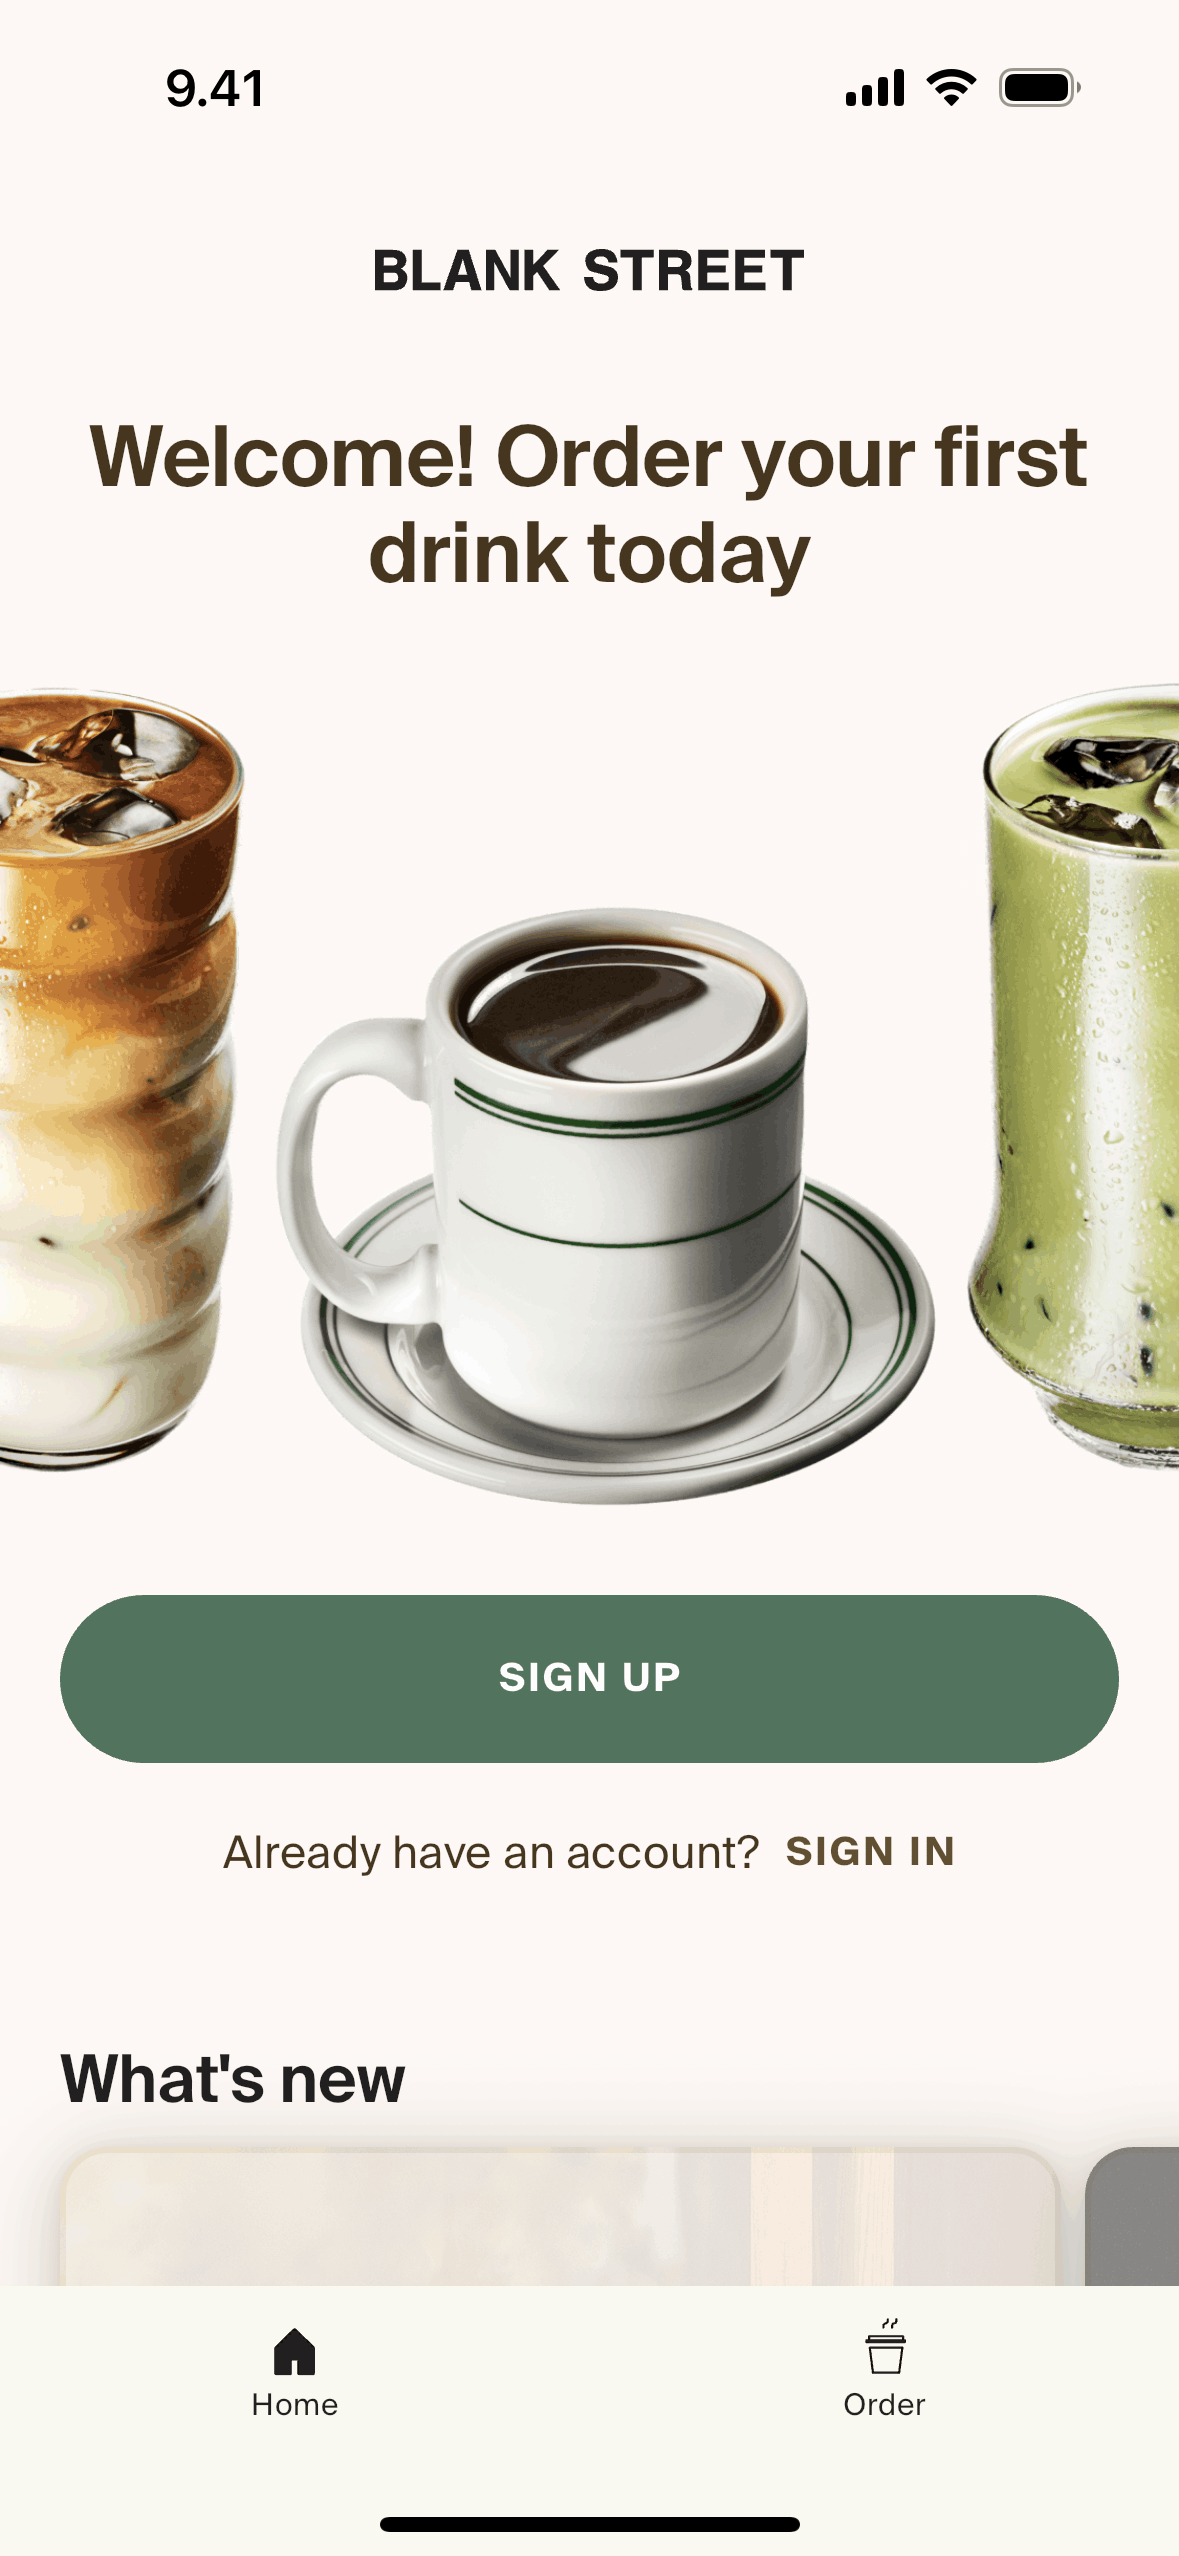 9.41
BLANK STREET
Welcome! Order your first
drink today
SIGN UP
Already have an account? SIGN IN
What's new
Home
Order